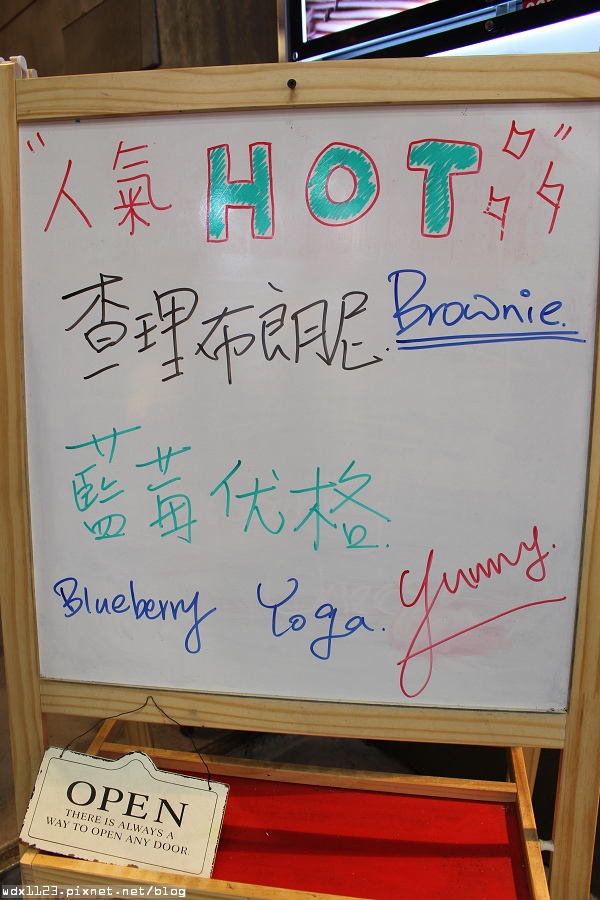 "人氣 HOT"
查理布朗尼. Brownie.
藍莓优格.
Blueberry Yoga. yummy.
OPEN
THERE IS ALWAYS A
WAY TO OPEN ANY DOOR.
wdx1123.pixnet.net/blog